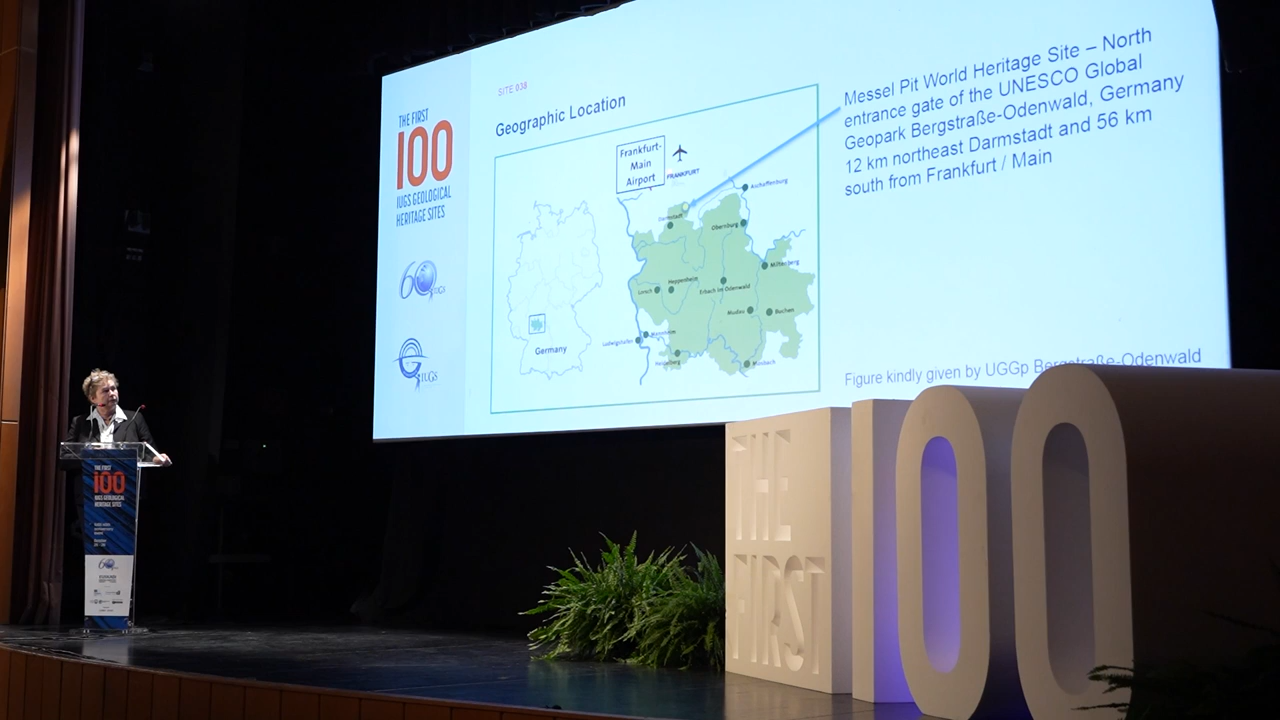 SITE 038
THE FIRST
100
IUGS GEOLOGICAL
HERITAGE SITES
60
IUGS
IUGS
Geographic Location
Frankfurt-
Main
Airport
FRANKFURT
Aschaffenburg
Darmstadt
Obernburg
Miltenberg
Heppenheim
Lorsch
Erbach im Odenwald
Mudau
Buchen
Mannheim
Ludwigshafen
Heidelberg
Mosbach
Germany
Messel Pit World Heritage Site – North
entrance gate of the UNESCO Global
Geopark Bergstraße-Odenwald, Germany
12 km northeast Darmstadt and 56 km
south from Frankfurt / Main
Figure kindly given by UGGp Bergstraße-Odenwald
THE FIRST
100
IUGS GEOLOGICAL
HERITAGE SITES
60
THE
FIRST
100